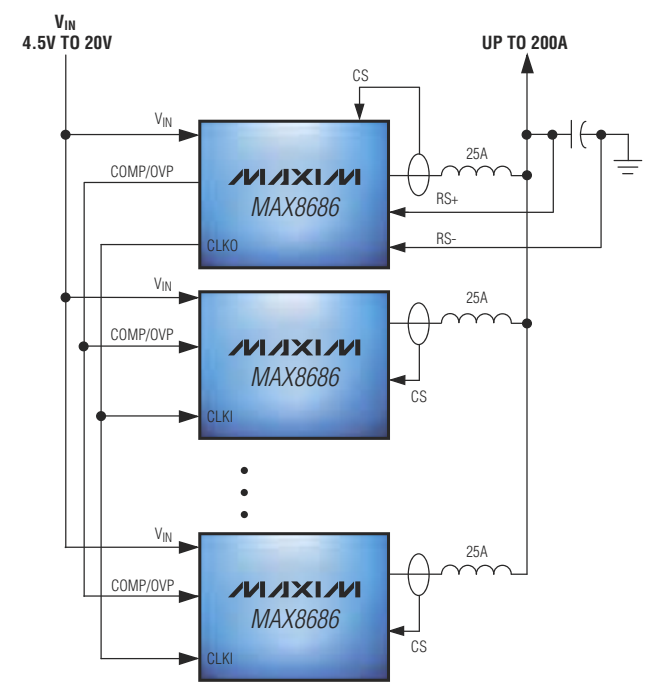 VIN
4.5V TO 20V
UP TO 200A
CS
VIN
25A
COMP/OVP
MAXIM
MAX8686
RS+
RS-
CLKO
VIN
25A
COMP/OVP
MAXIM
MAX8686
CS
CLKI
VIN
25A
COMP/OVP
MAXIM
MAX8686
CS
CLKI